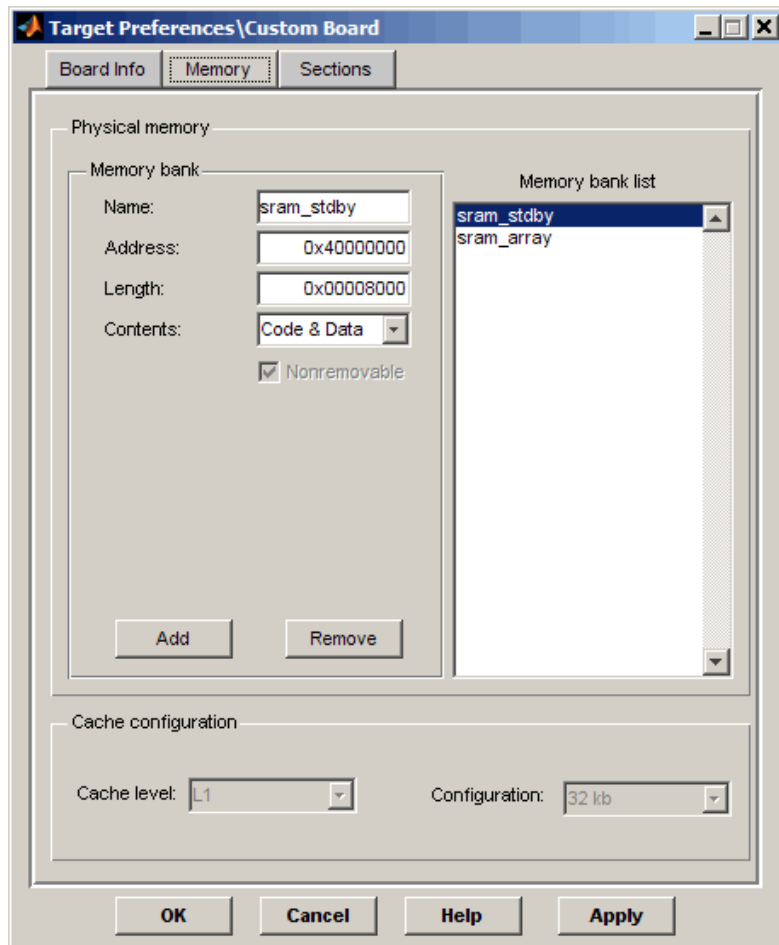 Target Preferences\Custom Board
Board Info Memory Sections
Physical memory
Memory bank
Name: sram_stdby
Address: 0x40000000
Length: 0x00008000
Contents: Code & Data
Nonremovable
Add Remove
Memory bank list
sram_stdby
sram_array
Cache configuration
Cache level: L1 Configuration: 32 kb
OK Cancel Help Apply